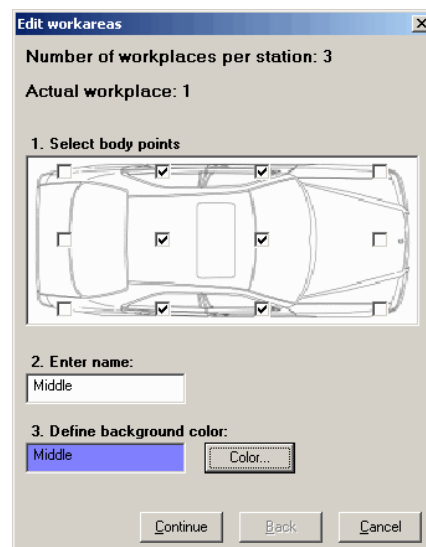 Edit workareas
Number of workplaces per station: 3
Actual workplace: 1
1. Select body points
2. Enter name:
Middle
3. Define background color:
Middle
Color...
Continue
Back
Cancel